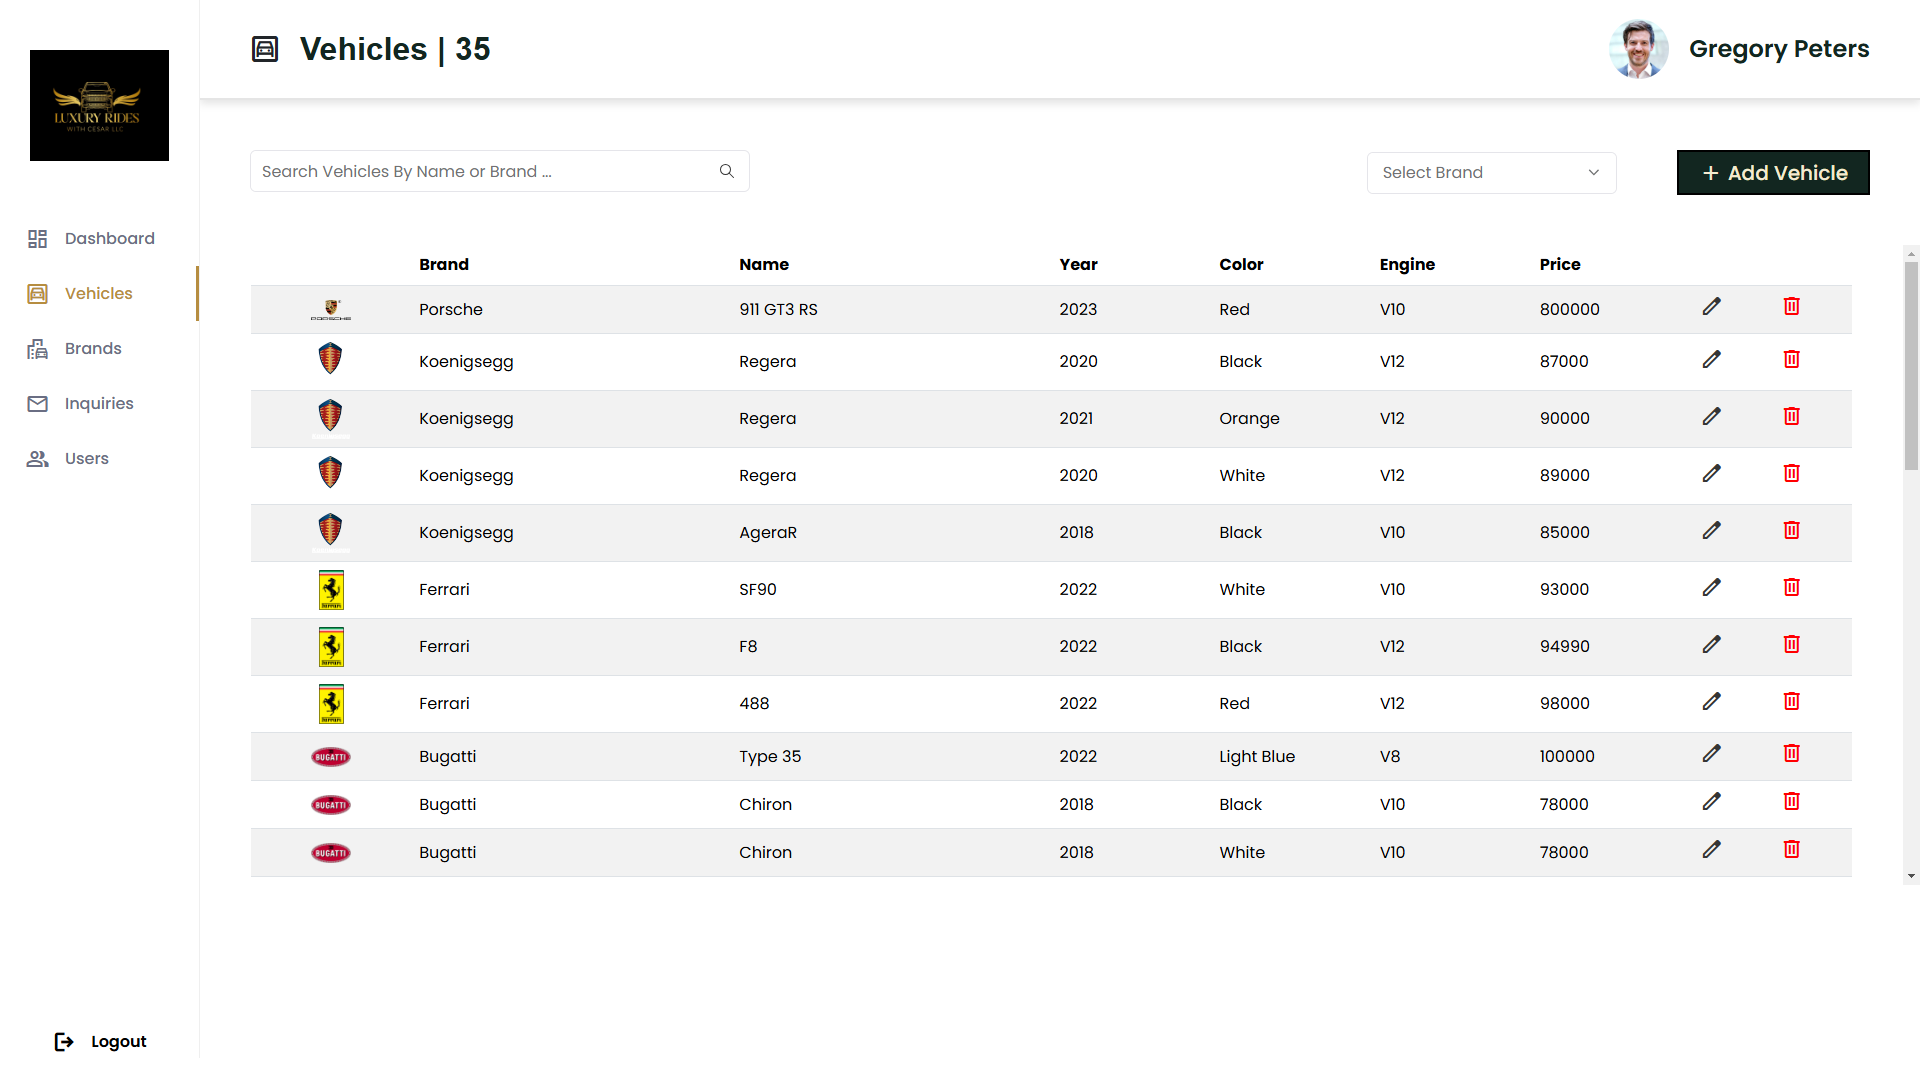 LUXURY RIDES
WITH CESAR LLC
Dashboard
Vehicles
Brands
Inquiries
Users
Logout
Vehicles | 35
Gregory Peters
Search Vehicles By Name or Brand ...
Select Brand
+ Add Vehicle
Brand Name Year Color Engine Price
PORSCHE Porsche 911 GT3 RS 2023 Red V10 800000
Koenigsegg Regera 2020 Black V12 87000
Koenigsegg Regera 2021 Orange V12 90000
Koenigsegg Regera 2020 White V12 89000
Koenigsegg AgeraR 2018 Black V10 85000
Ferrari Ferrari SF90 2022 White V10 93000
Ferrari Ferrari F8 2022 Black V12 94990
Ferrari Ferrari 488 2022 Red V12 98000
BUGATTI Bugatti Type 35 2022 Light Blue V8 100000
BUGATTI Bugatti Chiron 2018 Black V10 78000
BUGATTI Bugatti Chiron 2018 White V10 78000